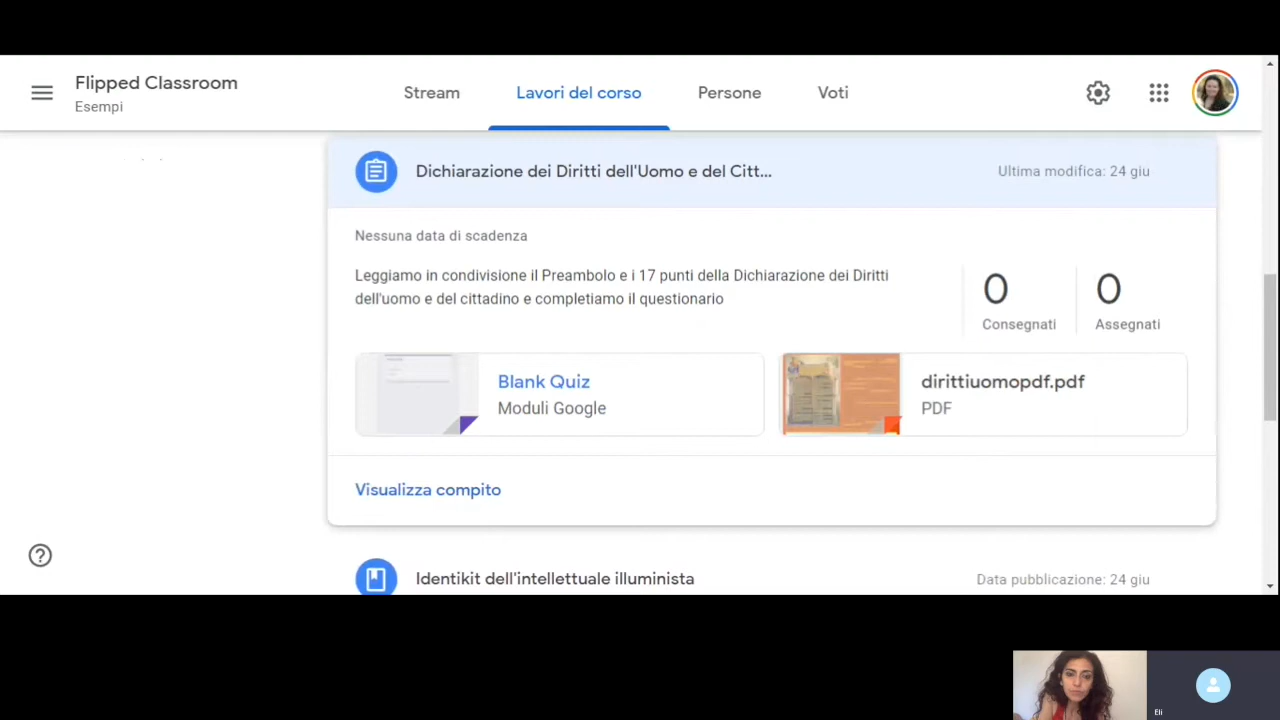 Flipped Classroom
Esempi
Stream
Lavori del corso
Persone
Voti
Dichiarazione dei Diritti dell'Uomo e del Citt...
Ultima modifica: 24 giu
Nessuna data di scadenza
Leggiamo in condivisione il Preambolo e i 17 punti della Dichiarazione dei Diritti
dell'uomo e del cittadino e completiamo il questionario
0
Consegnati
0
Assegnati
Blank Quiz
Moduli Google
dirittiuomopdf.pdf
PDF
Visualizza compito
Identikit dell'intellettuale illuminista
Data pubblicazione: 24 giu
Eli